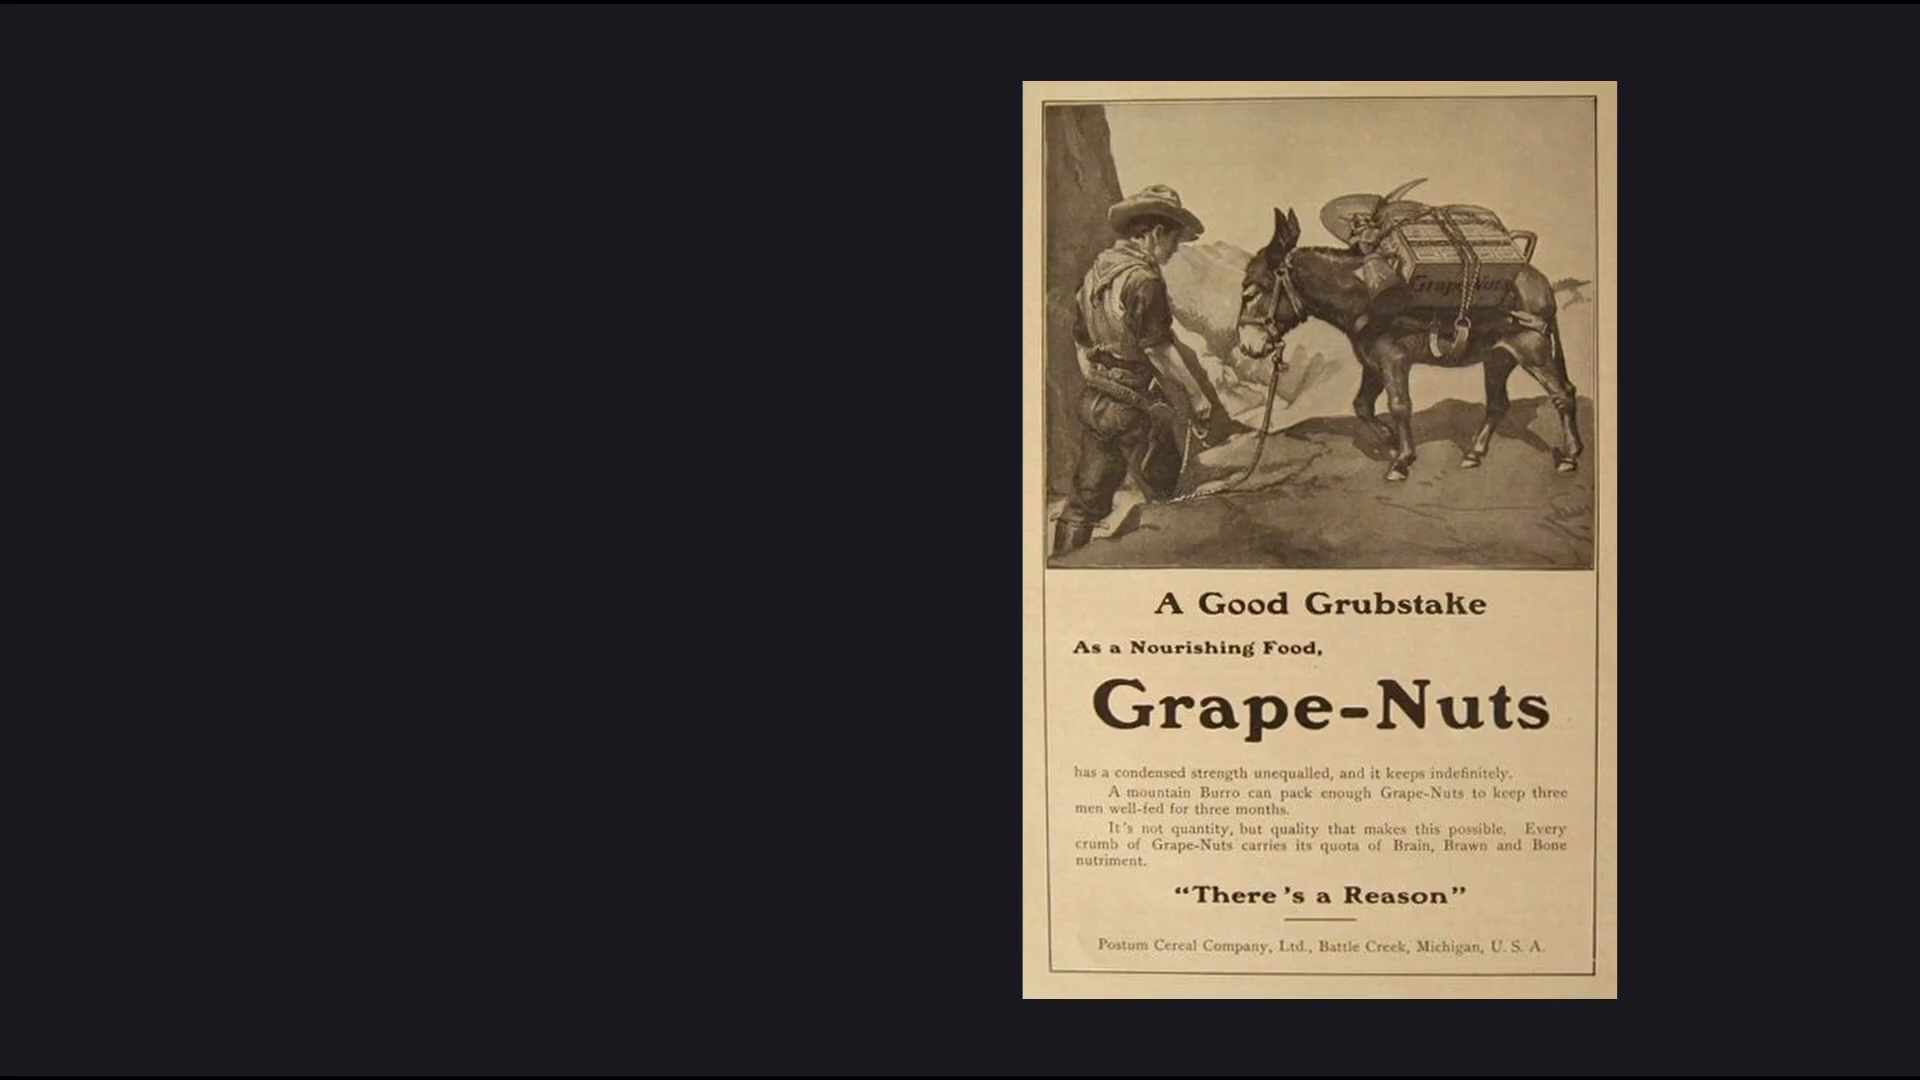 Grape-Nuts
A Good Grubstake
As a Nourishing Food,
Grape-Nuts
has a condensed strength unequalled, and it keeps indefinitely.
A mountain Burro can pack enough Grape-Nuts to keep three
men well-fed for three months.
It's not quantity, but quality that makes this possible. Every
crumb of Grape-Nuts carries its quota of Brain, Brawn and Bone
nutriment.
"There's a Reason"
Postum Cereal Company, Ltd., Battle Creek, Michigan, U. S. A.